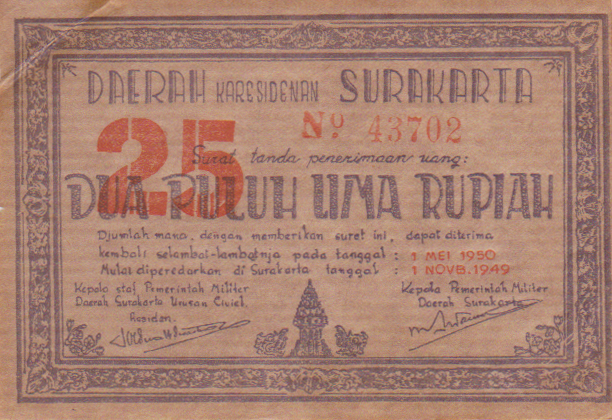 DAERAH KARESIDENAN SURAKARTA
25
No 43702
Surat tanda penerimaan uang:
DUA PULUH LIMA RUPIAH
Djumlah mana, dengan memberikan surat ini, dapat diterima
kembali selambat-lambatnja pada tanggal : 1 MEI 1950
Mulai diperedarkan di Surakarta tanggal : 1 NOVB. 1949
Kepala staf Pemerintah Militer
Daerah Surakarta Urusan Civiel.
Residen.
Kepala Pemerintah Militer
Daerah Surakarta